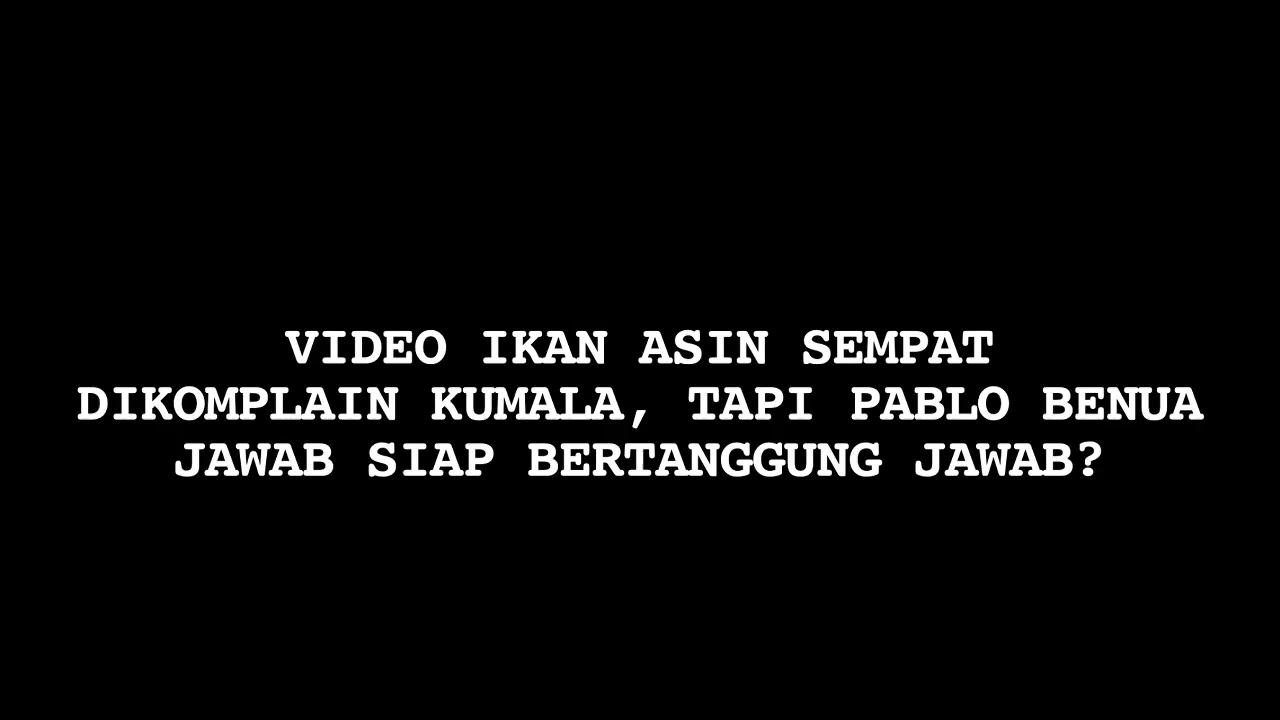 VIDEO IKAN ASIN SEMPAT
DIKOMPLAIN KUMALA, TAPI PABLO BENUA
JAWAB SIAP BERTANGGUNG JAWAB?